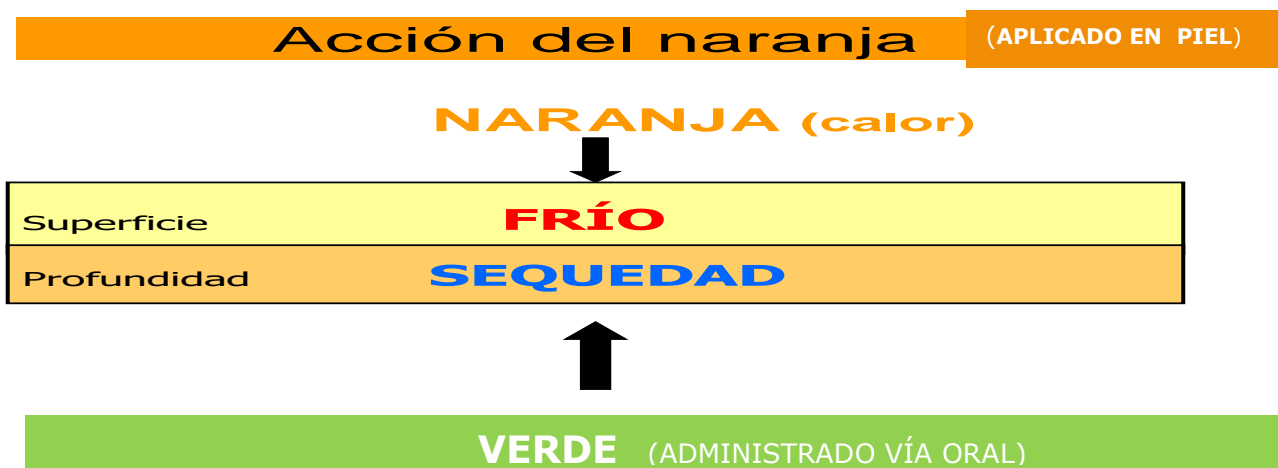 Acción del naranja (APLICADO EN PIEL)
NARANJA (calor)
Superficie FRÍO
Profundidad SEQUEDAD
VERDE (ADMINISTRADO VÍA ORAL)